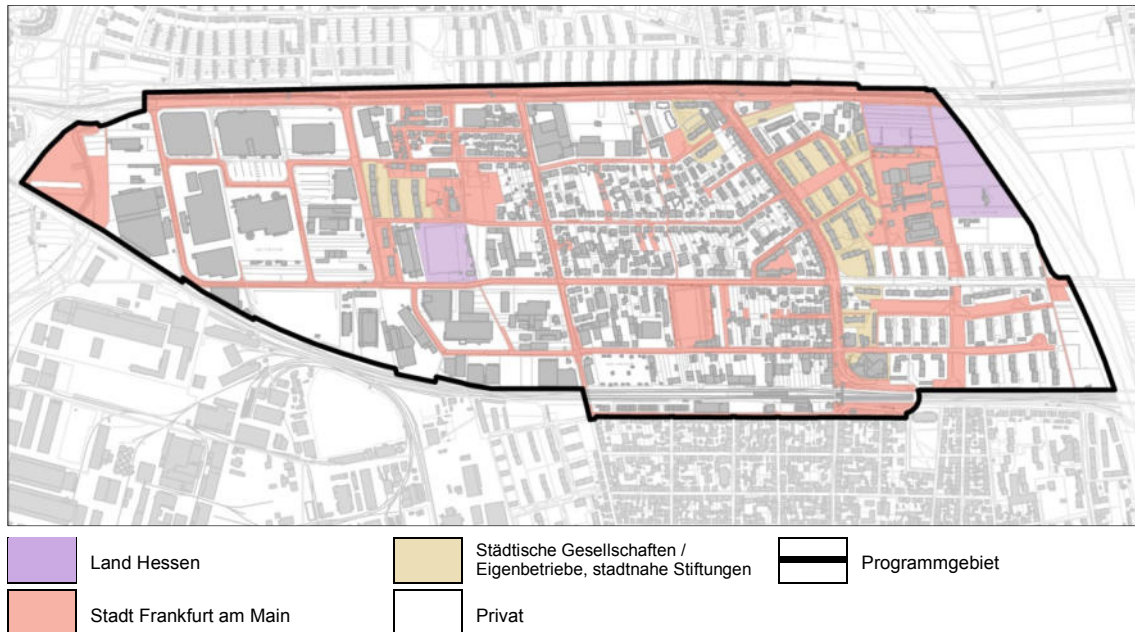 Land Hessen
Städtische Gesellschaften /
Eigenbetriebe, stadtnahe Stiftungen
Programmgebiet
Stadt Frankfurt am Main
Privat